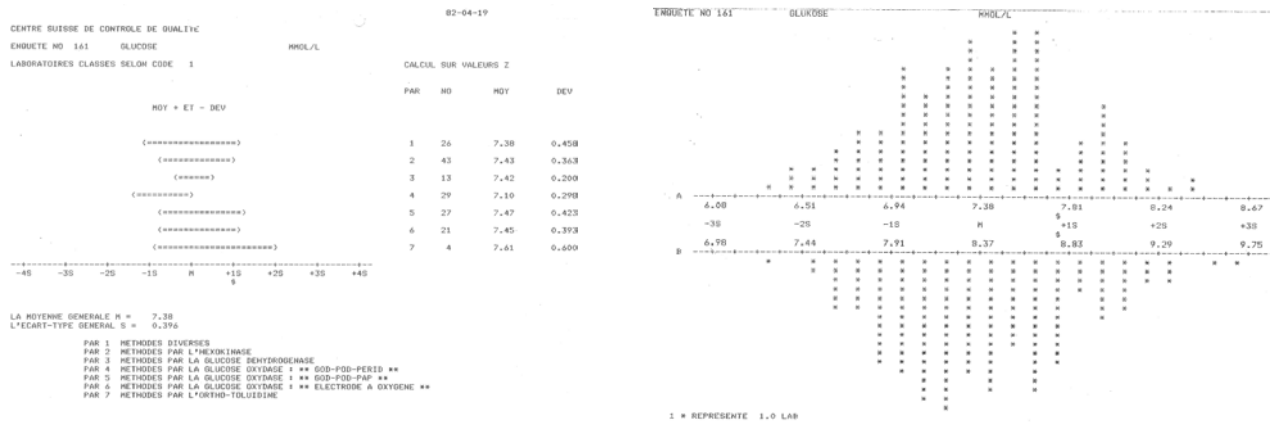 82-04-19
CENTRE SUISSE DE CONTROLE DE QUALITE
ENQUETE NO 161 GLUCOSE MMOL/L
LABORATOIRES CLASSES SELON CODE 1 CALCUL SUR VALEURS Z
PAR NO MOY DEV
MOY + ET - DEV
(=================) 1 26 7.38 0.458
(=============) 2 43 7.43 0.363
(======) 3 13 7.42 0.200
(==========) 4 29 7.10 0.298
(===============) 5 27 7.47 0.423
(==============) 6 21 7.45 0.393
(=====================) 7 4 7.61 0.600
-4S -3S -2S -1S M +1S +2S +3S +4S
$
LA MOYENNE GENERALE M = 7.38
L'ECART-TYPE GENERAL S = 0.396
PAR 1 METHODES DIVERSES
PAR 2 METHODES PAR L'HEXOKINASE
PAR 3 METHODES PAR LA GLUCOSE DEHYDROGENASE
PAR 4 METHODES PAR LA GLUCOSE OXYDASE : ** GOD-POD-PERID **
PAR 5 METHODES PAR LA GLUCOSE OXYDASE : ** GOD-POD-PAP **
PAR 6 METHODES PAR LA GLUCOSE OXYDASE : ** ELECTRODE A OXYGENE **
PAR 7 METHODES PAR L'ORTHO-TOLUIDINE
ENQUETE NO 161 GLUKOSE MMOL/L
A
6.08 6.51 6.94 7.38 7.81 8.24 8.67
$
-3S -2S -1S M +1S +2S +3S
$
6.98 7.44 7.91 8.37 8.83 9.29 9.75
B
1 * REPRESENTE 1.0 LAB